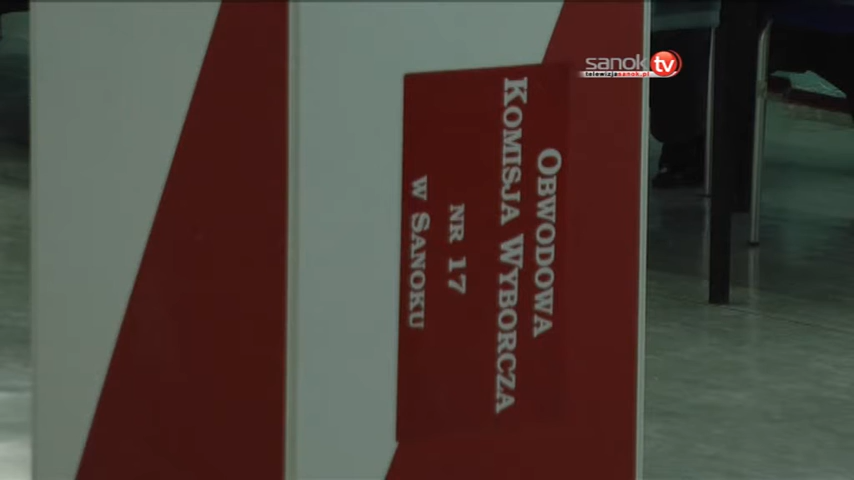 Obwodowa
Komisja Wyborcza
nr 17
w Sanoku
sanok tv
telewizjasanok.pl